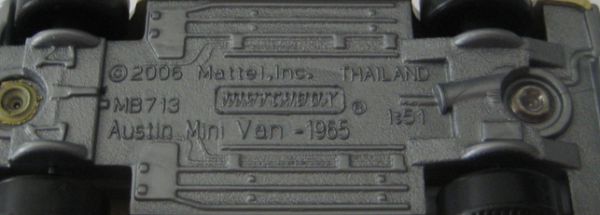 ©2006 Mattel,Inc. THAILAND
MB713 MATCHBOX ®
Austin Mini Van -1965 1:51